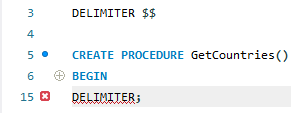 3 DELIMITER $$
4
5 CREATE PROCEDURE GetCountries()
6 BEGIN
15 DELIMITER;